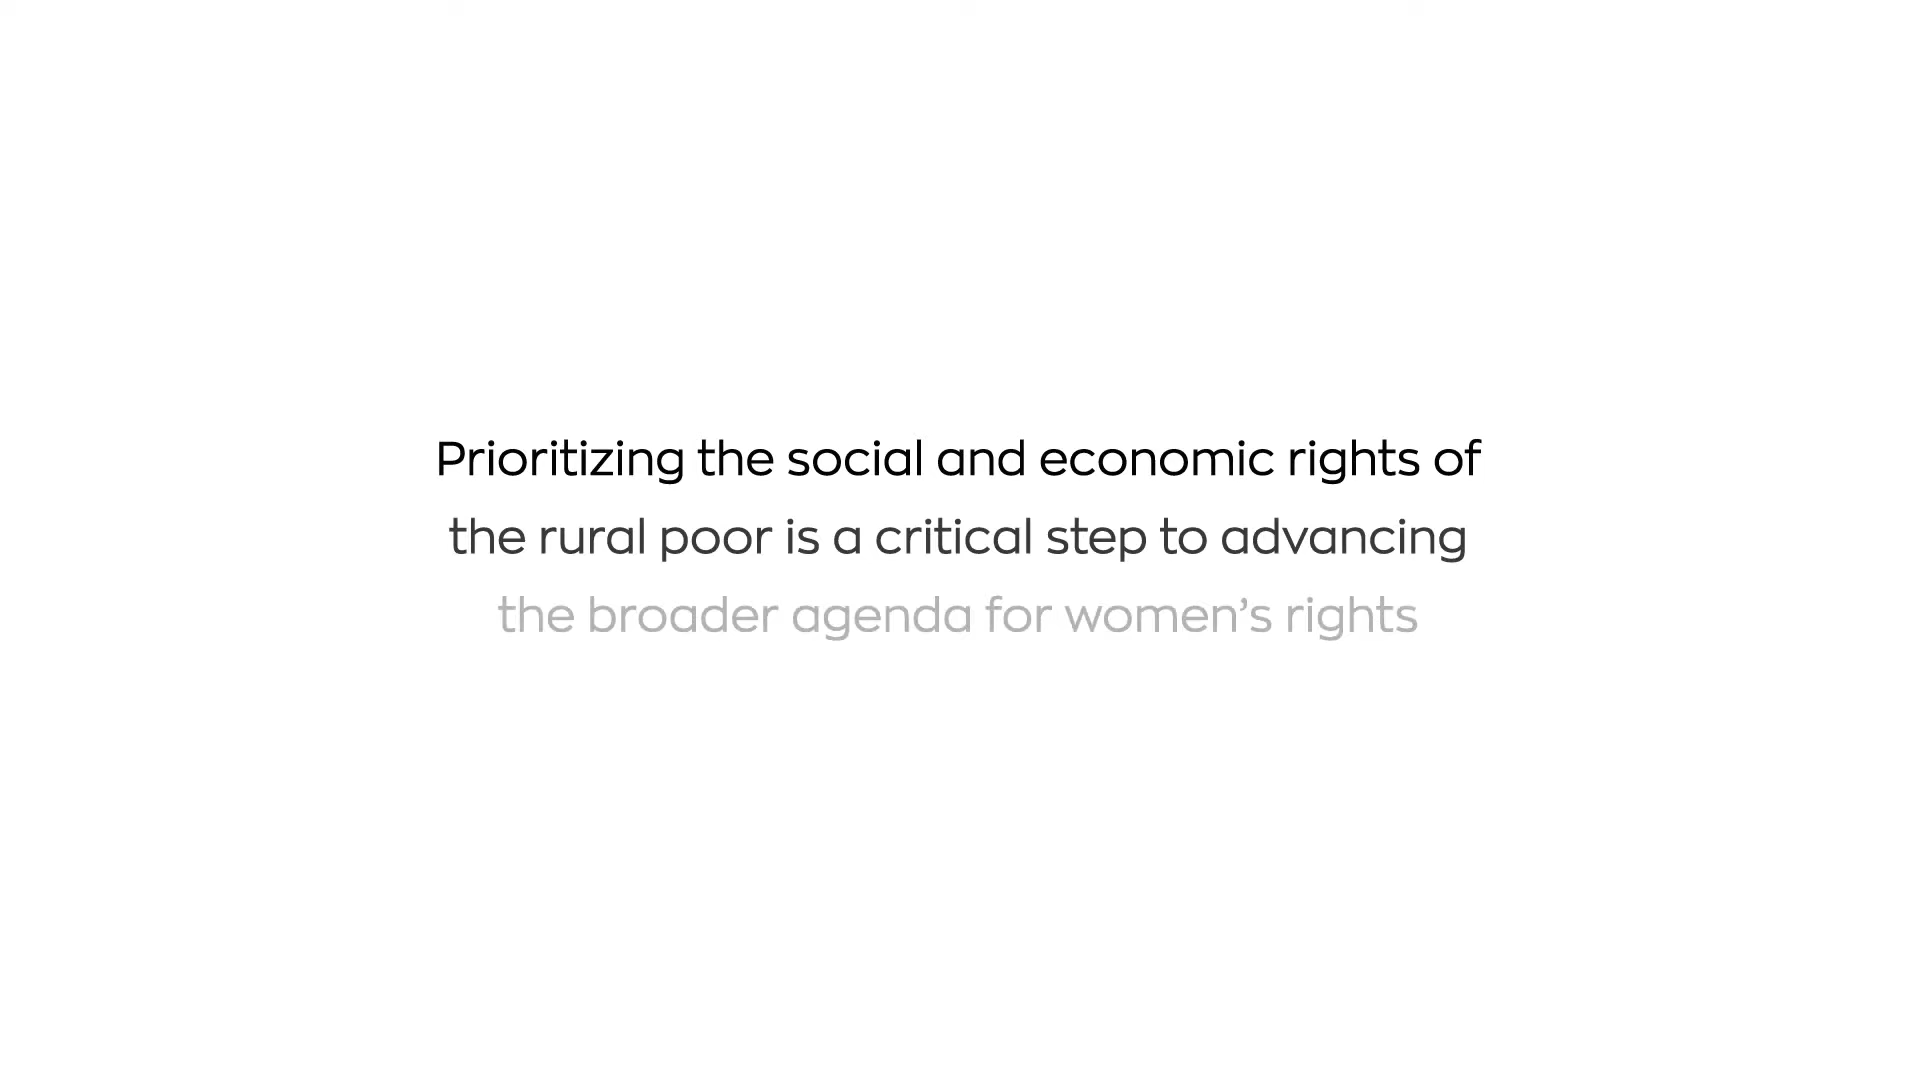 Prioritizing the social and economic rights of
the rural poor is a critical step to advancing
the broader agenda for women’s rights